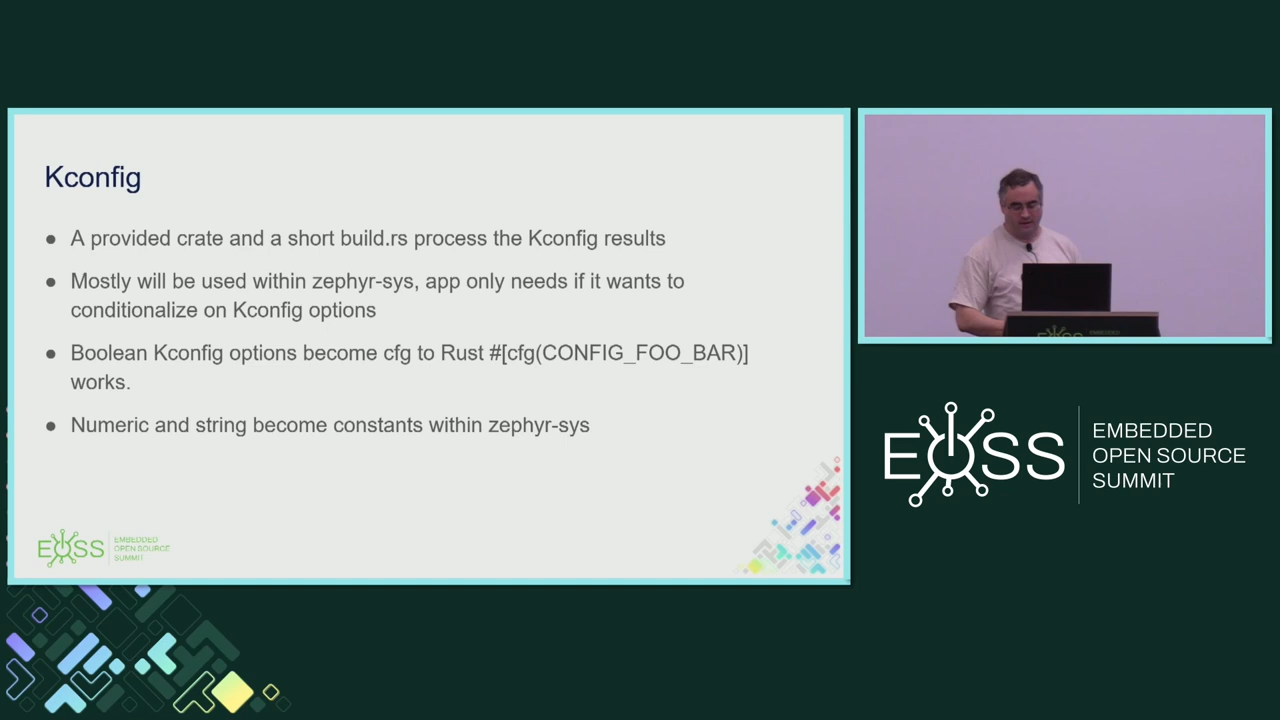 Kconfig
● A provided crate and a short build.rs process the Kconfig results
● Mostly will be used within zephyr-sys, app only needs if it wants to
conditionalize on Kconfig options
● Boolean Kconfig options become cfg to Rust #[cfg(CONFIG_FOO_BAR)]
works.
● Numeric and string become constants within zephyr-sys
EOSS
EMBEDDED
OPEN SOURCE
SUMMIT
EOSS
EMBEDDED
OPEN SOURCE
SUMMIT